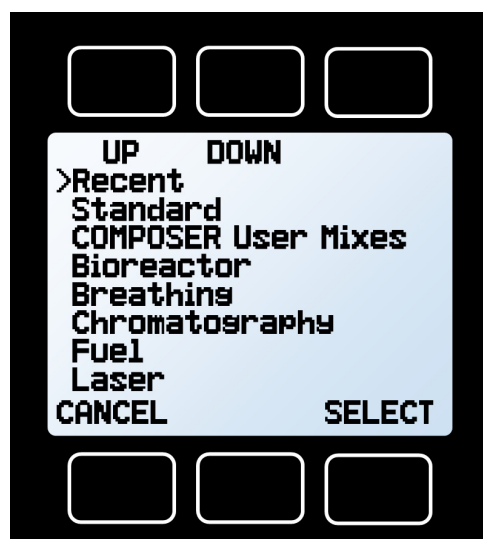 UP DOWN
>Recent
Standard
COMPOSER User Mixes
Bioreactor
Breathing
Chromatography
Fuel
Laser
CANCEL SELECT